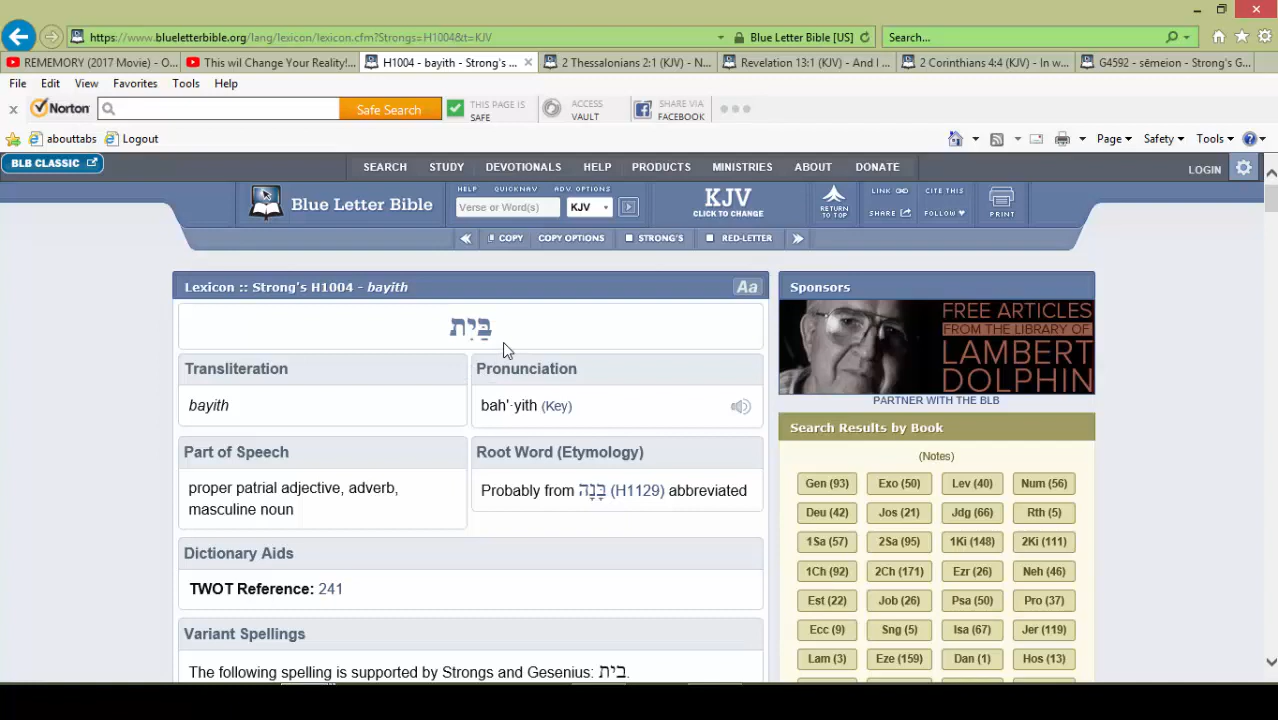 https://www.blueletterbible.org/lang/lexicon/lexicon.cfm?Strongs=H1004&t=KJV
Blue Letter Bible [US]
Search...
REMEMORY (2017 Movie) - O...
This wil Change Your Reality!...
H1004 - bayith - Strong's ...
2 Thessalonians 2:1 (KJV) - N...
Revelation 13:1 (KJV) - And I ...
2 Corinthians 4:4 (KJV) - In w...
G4592 - sēmeion - Strong's G...
File Edit View Favorites Tools Help
Norton
Safe Search
THIS PAGE IS
SAFE
ACCESS
VAULT
SHARE VIA
FACEBOOK
abouttabs
Logout
Page
Safety
Tools
BLB CLASSIC
SEARCH STUDY DEVOTIONALS HELP PRODUCTS MINISTRIES ABOUT DONATE
LOGIN
Blue Letter Bible
HELP QUICKNAV ADV OPTIONS
Verse or Word(s)
KJV
KJV
CLICK TO CHANGE
RETURN
TO TOP
LINK
CITE THIS
SHARE
FOLLOW
PRINT
COPY COPY OPTIONS STRONG'S RED-LETTER
Lexicon :: Strong's H1004 - bayith
Aa
בַּיִת
Transliteration
bayith
Pronunciation
bah'·yith (Key)
Part of Speech
proper patrial adjective, adverb,
masculine noun
Root Word (Etymology)
Probably from בָּנָה (H1129) abbreviated
Dictionary Aids
TWOT Reference: 241
Variant Spellings
The following spelling is supported by Strongs and Gesenius: בית.
Sponsors
FREE ARTICLES
FROM THE LIBRARY OF
LAMBERT
DOLPHIN
PARTNER WITH THE BLB
Search Results by Book
(Notes)
Gen (93) Exo (50) Lev (40) Num (56)
Deu (42) Jos (21) Jdg (66) Rth (5)
1Sa (57) 2Sa (95) 1Ki (148) 2Ki (111)
1Ch (92) 2Ch (171) Ezr (26) Neh (46)
Est (22) Job (26) Psa (50) Pro (37)
Ecc (9) Sng (5) Isa (67) Jer (119)
Lam (3) Eze (159) Dan (1) Hos (13)